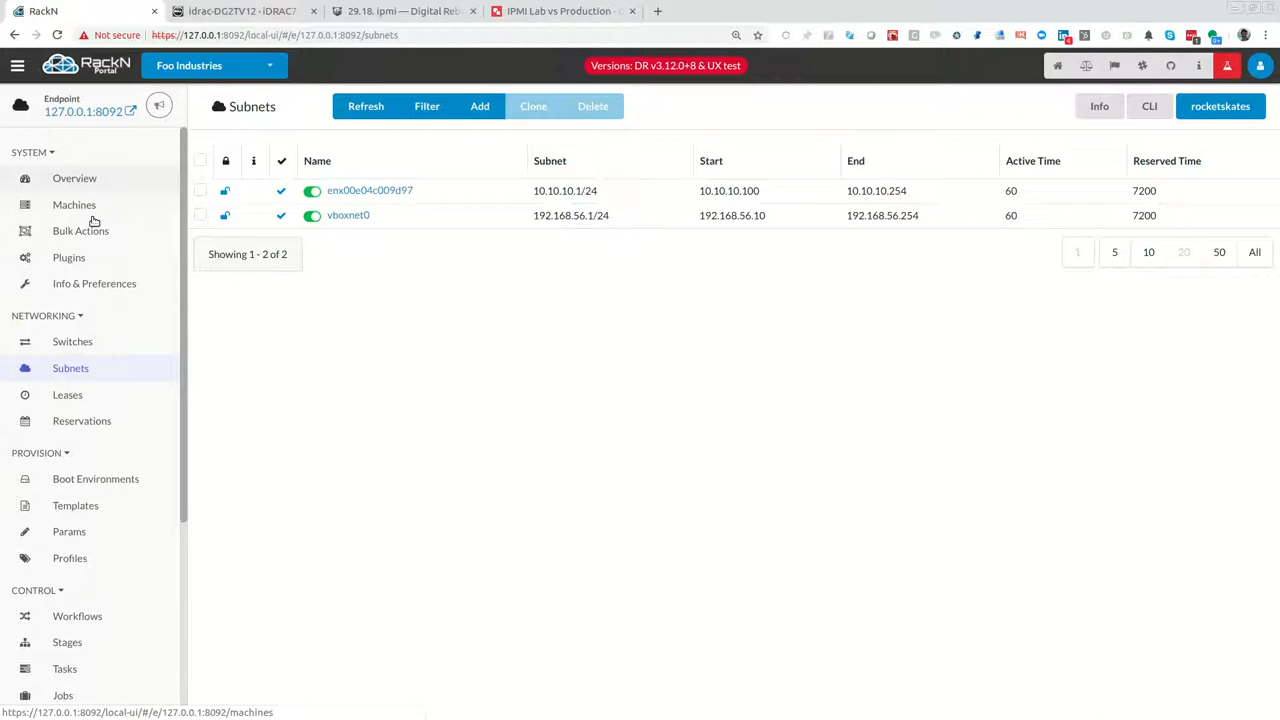 RackN
idrac-DG2TV12 - iDRAC7
29.18. ipmi — Digital Reb
IPMI Lab vs Production - G
Not secure https://127.0.0.1:8092/local-ui/#/e/127.0.0.1:8092/subnets
RackN Portal
Foo Industries
Versions: DR v3.12.0+8 & UX test
Endpoint
127.0.0.1:8092
Subnets
Refresh Filter Add Clone Delete
Info CLI rocketskates
SYSTEM
Overview
Machines
Bulk Actions
Plugins
Info & Preferences
NETWORKING
Switches
Subnets
Leases
Reservations
PROVISION
Boot Environments
Templates
Params
Profiles
CONTROL
Workflows
Stages
Tasks
Jobs
Name Subnet Start End Active Time Reserved Time
enx00e04c009d97 10.10.10.1/24 10.10.10.100 10.10.10.254 60 7200
vboxnet0 192.168.56.1/24 192.168.56.10 192.168.56.254 60 7200
Showing 1 - 2 of 2
1 5 10 20 50 All
https://127.0.0.1:8092/local-ui/#/e/127.0.0.1:8092/machines